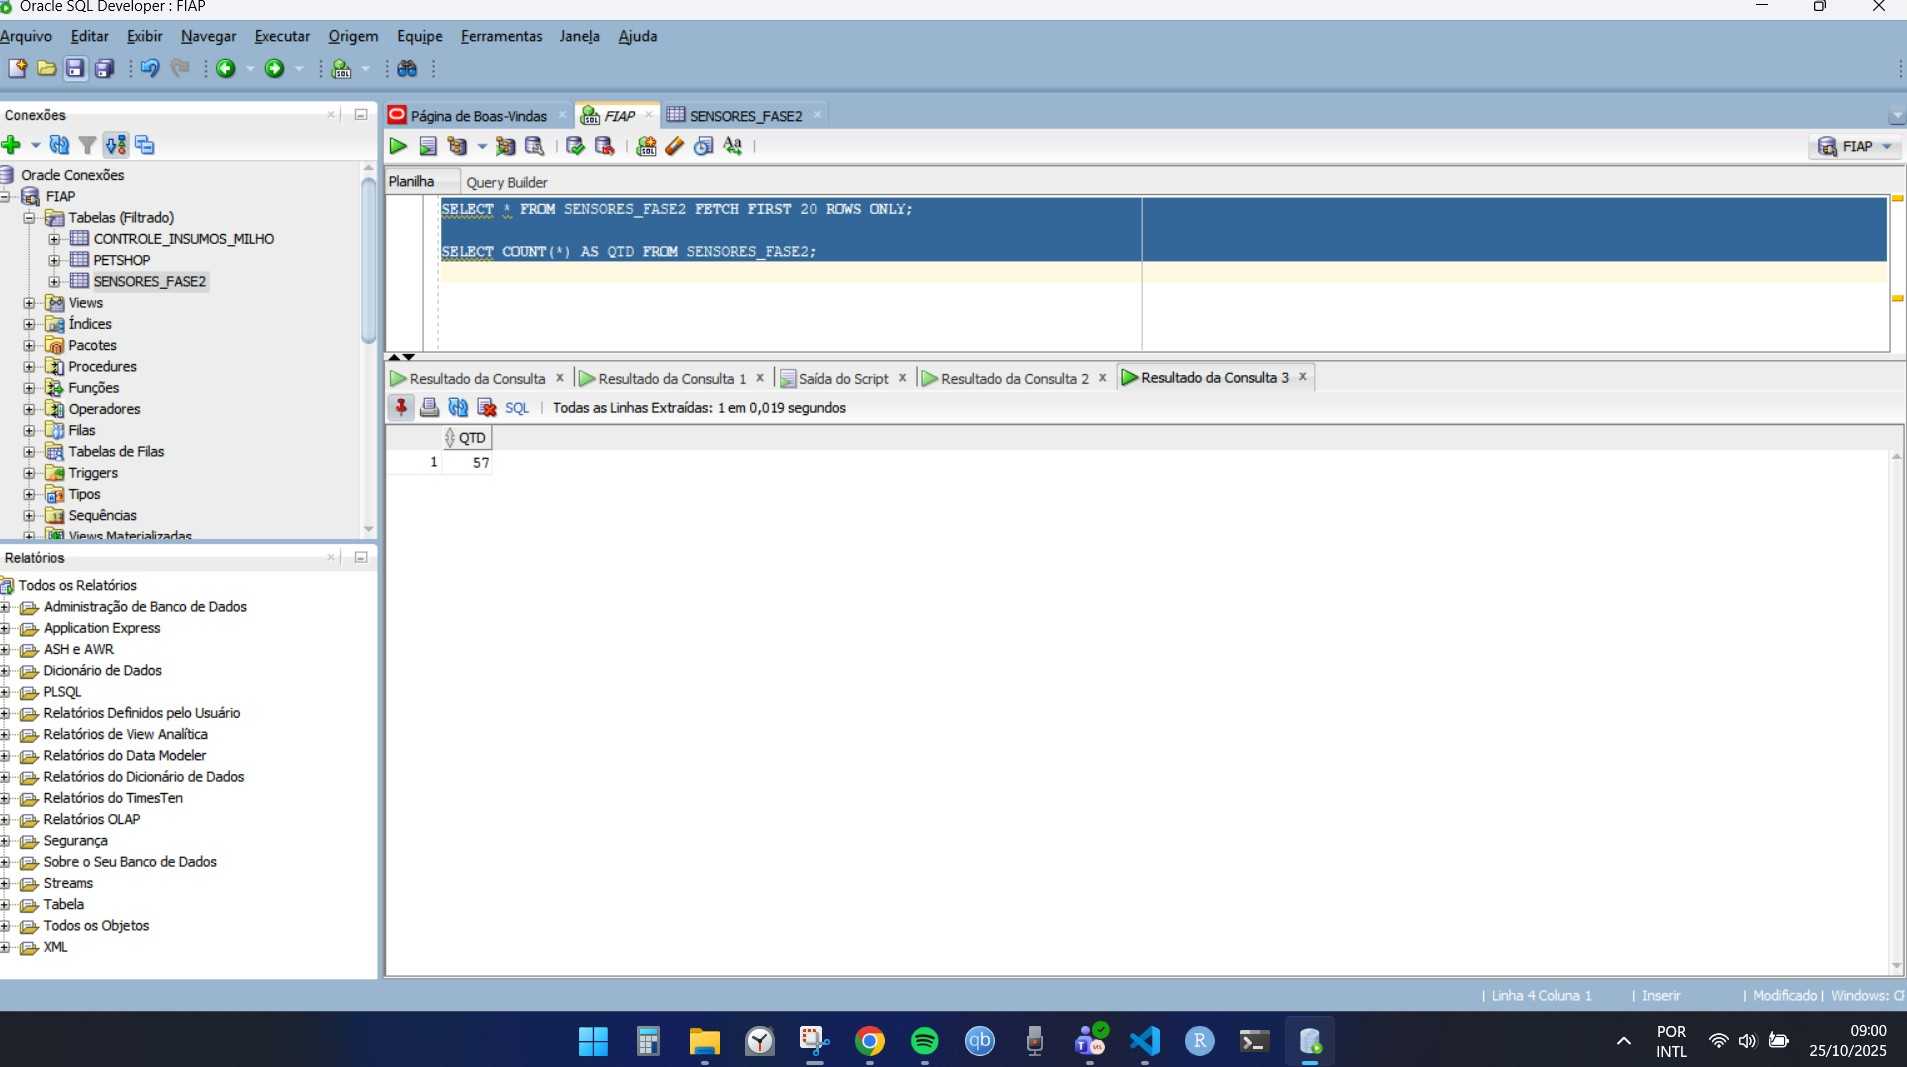 Oracle SQL Developer : FIAP
Arquivo Editar Exibir Navegar Executar Origem Equipe Ferramentas Janela Ajuda
Conexões
Oracle Conexões
FIAP
Tabelas (Filtrado)
CONTROLE_INSUMOS_MILHO
PETSHOP
SENSORES_FASE2
Views
Índices
Pacotes
Procedures
Funções
Operadores
Filas
Tabelas de Filas
Triggers
Tipos
Sequências
Views Materializadas
Relatórios
Todos os Relatórios
Administração de Banco de Dados
Application Express
ASH e AWR
Dicionário de Dados
PLSQL
Relatórios Definidos pelo Usuário
Relatórios de View Analítica
Relatórios do Data Modeler
Relatórios do Dicionário de Dados
Relatórios do TimesTen
Relatórios OLAP
Segurança
Sobre o Seu Banco de Dados
Streams
Tabela
Todos os Objetos
XML
Página de Boas-Vindas FIAP SENSORES_FASE2
FIAP
Planilha Query Builder
SELECT * FROM SENSORES_FASE2 FETCH FIRST 20 ROWS ONLY;
SELECT COUNT(*) AS QTD FROM SENSORES_FASE2;
Resultado da Consulta Resultado da Consulta 1 Saída do Script Resultado da Consulta 2 Resultado da Consulta 3
SQL | Todas as Linhas Extraídas: 1 em 0,019 segundos
QTD
1 57
| Linha 4 Coluna 1 | Inserir | Modificado | Windows:
POR
INTL
09:00
25/10/2025